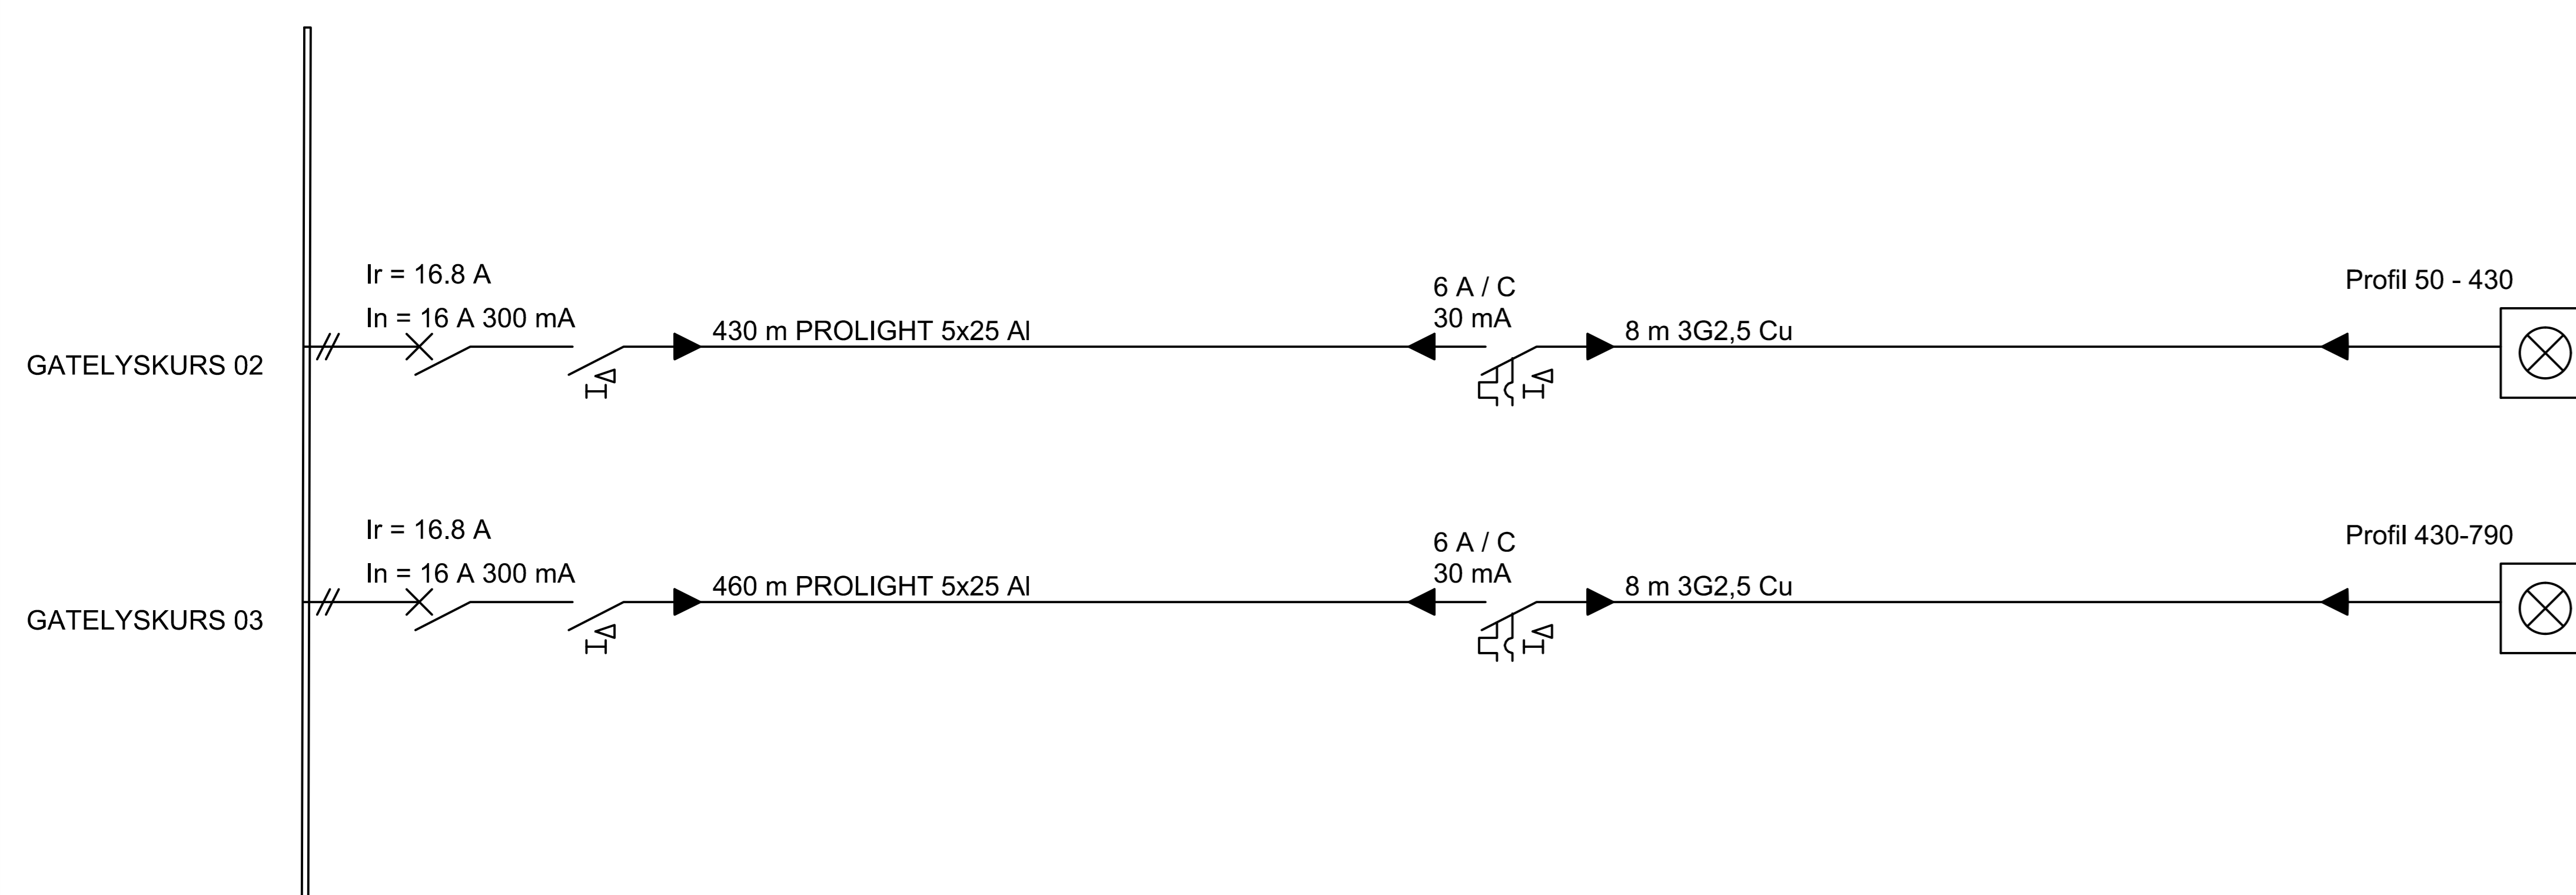 Ir = 16.8 A
In = 16 A 300 mA
GATELYSKURS 02
430 m PROLIGHT 5x25 Al
6 A / C
30 mA
8 m 3G2,5 Cu
Profil 50 - 430
Ir = 16.8 A
In = 16 A 300 mA
GATELYSKURS 03
460 m PROLIGHT 5x25 Al
6 A / C
30 mA
8 m 3G2,5 Cu
Profil 430-790